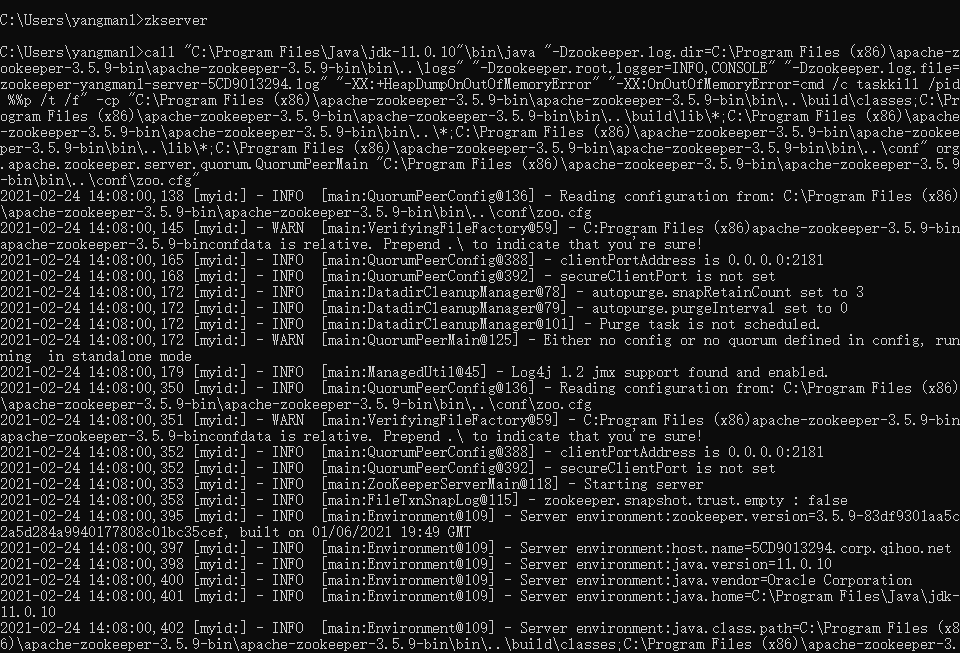 C:\Users\yangman1>zkserver
C:\Users\yangman1>call "C:\Program Files\Java\jdk-11.0.10"\bin\java "-Dzookeeper.log.dir=C:\Program Files (x86)\apache-z
ookeeper-3.5.9-bin\apache-zookeeper-3.5.9-bin\bin\..\logs" "-Dzookeeper.root.logger=INFO,CONSOLE" "-Dzookeeper.log.file=
zookeeper-yangman1-server-5CD9013294.log" "-XX:+HeapDumpOnOutOfMemoryError" "-XX:OnOutOfMemoryError=cmd /c taskkill /pid
 %%p /t /f" -cp "C:\Program Files (x86)\apache-zookeeper-3.5.9-bin\apache-zookeeper-3.5.9-bin\bin\..\build\classes;C:\Pr
ogram Files (x86)\apache-zookeeper-3.5.9-bin\apache-zookeeper-3.5.9-bin\bin\..\build\lib\*;C:\Program Files (x86)\apache
-zookeeper-3.5.9-bin\apache-zookeeper-3.5.9-bin\bin\..\*;C:\Program Files (x86)\apache-zookeeper-3.5.9-bin\apache-zookee
per-3.5.9-bin\bin\..\lib\*;C:\Program Files (x86)\apache-zookeeper-3.5.9-bin\apache-zookeeper-3.5.9-bin\bin\..\conf" org
.apache.zookeeper.server.quorum.QuorumPeerMain "C:\Program Files (x86)\apache-zookeeper-3.5.9-bin\apache-zookeeper-3.5.9
-bin\bin\..\conf\zoo.cfg"
2021-02-24 14:08:00,138 [myid:] - INFO  [main:QuorumPeerConfig@136] - Reading configuration from: C:\Program Files (x86)
\apache-zookeeper-3.5.9-bin\apache-zookeeper-3.5.9-bin\bin\..\conf\zoo.cfg
2021-02-24 14:08:00,145 [myid:] - WARN  [main:VerifyingFileFactory@59] - C:Program Files (x86)apache-zookeeper-3.5.9-bin
apache-zookeeper-3.5.9-binconfdata is relative. Prepend .\ to indicate that you're sure!
2021-02-24 14:08:00,165 [myid:] - INFO  [main:QuorumPeerConfig@388] - clientPortAddress is 0.0.0.0:2181
2021-02-24 14:08:00,168 [myid:] - INFO  [main:QuorumPeerConfig@392] - secureClientPort is not set
2021-02-24 14:08:00,172 [myid:] - INFO  [main:DatadirCleanupManager@78] - autopurge.snapRetainCount set to 3
2021-02-24 14:08:00,172 [myid:] - INFO  [main:DatadirCleanupManager@79] - autopurge.purgeInterval set to 0
2021-02-24 14:08:00,172 [myid:] - INFO  [main:DatadirCleanupManager@101] - Purge task is not scheduled.
2021-02-24 14:08:00,172 [myid:] - WARN  [main:QuorumPeerMain@125] - Either no config or no quorum defined in config, run
ning  in standalone mode
2021-02-24 14:08:00,179 [myid:] - INFO  [main:ManagedUtil@45] - Log4j 1.2 jmx support found and enabled.
2021-02-24 14:08:00,350 [myid:] - INFO  [main:QuorumPeerConfig@136] - Reading configuration from: C:\Program Files (x86)
\apache-zookeeper-3.5.9-bin\apache-zookeeper-3.5.9-bin\bin\..\conf\zoo.cfg
2021-02-24 14:08:00,351 [myid:] - WARN  [main:VerifyingFileFactory@59] - C:Program Files (x86)apache-zookeeper-3.5.9-bin
apache-zookeeper-3.5.9-binconfdata is relative. Prepend .\ to indicate that you're sure!
2021-02-24 14:08:00,352 [myid:] - INFO  [main:QuorumPeerConfig@388] - clientPortAddress is 0.0.0.0:2181
2021-02-24 14:08:00,352 [myid:] - INFO  [main:QuorumPeerConfig@392] - secureClientPort is not set
2021-02-24 14:08:00,353 [myid:] - INFO  [main:ZooKeeperServerMain@118] - Starting server
2021-02-24 14:08:00,358 [myid:] - INFO  [main:FileTxnSnapLog@115] - zookeeper.snapshot.trust.empty : false
2021-02-24 14:08:00,395 [myid:] - INFO  [main:Environment@109] - Server environment:zookeeper.version=3.5.9-83df9301aa5c
2a5d284a9940177808c01bc35cef, built on 01/06/2021 19:49 GMT
2021-02-24 14:08:00,397 [myid:] - INFO  [main:Environment@109] - Server environment:host.name=5CD9013294.corp.qihoo.net
2021-02-24 14:08:00,398 [myid:] - INFO  [main:Environment@109] - Server environment:java.version=11.0.10
2021-02-24 14:08:00,400 [myid:] - INFO  [main:Environment@109] - Server environment:java.vendor=Oracle Corporation
2021-02-24 14:08:00,401 [myid:] - INFO  [main:Environment@109] - Server environment:java.home=C:\Program Files\Java\jdk-
11.0.10
2021-02-24 14:08:00,402 [myid:] - INFO  [main:Environment@109] - Server environment:java.class.path=C:\Program Files (x8
6)\apache-zookeeper-3.5.9-bin\apache-zookeeper-3.5.9-bin\bin\..\build\classes;C:\Program Files (x86)\apache-zookeeper-3.